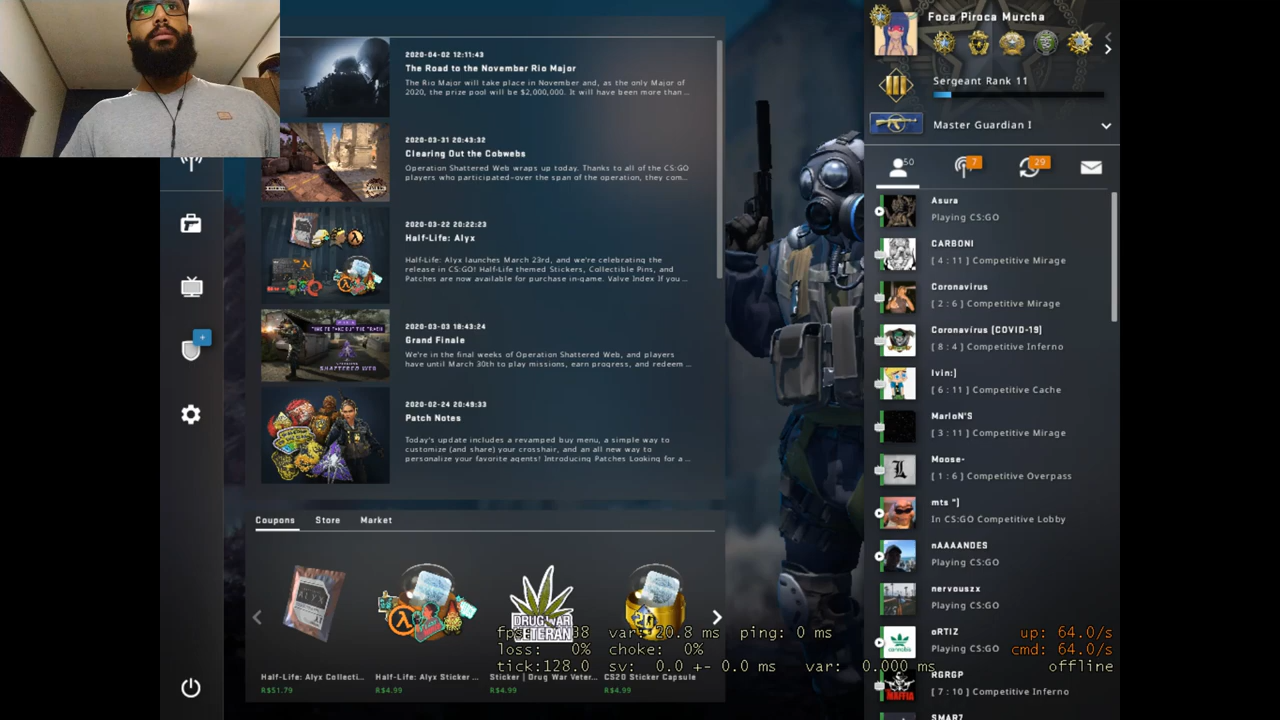 2020-04-02 12:11:43
The Road to the November Rio Major
The Rio Major will take place in November and, as the only Major of
2020, the prize pool will be $2,000,000. It will have been more than ...
2020-03-31 20:43:32
Clearing Out the Cobwebs
Operation Shattered Web wraps up today. Thanks to all of the CS:GO
players who participated-over the span of the operation, they com...
2020-03-22 20:22:23
Half-Life: Alyx
Half-Life: Alyx launches March 23rd, and we're celebrating the
release in CS:GO! Half-Life themed Stickers, Collectible Pins, and
Patches are now available for purchase in-game. Valve Index If you ...
2020-03-03 18:43:24
Grand Finale
We're in the final weeks of Operation Shattered Web, and players
have until March 30th to play missions, earn progress, and redeem ...
SHATTERED WEB
2020-02-24 20:49:33
Patch Notes
Today's update includes a revamped buy menu, a simple way to
customize (and share) your crosshair, and an all new way to
personalize your favorite agents! Introducing Patches Looking for a ...
Coupons Store Market
ALYX
DRUG WAR
VETERAN
20
Half-Life: Alyx Collecti...
R$51.79
Half-Life: Alyx Sticker ...
R$4.99
Sticker | Drug War Veter...
R$4.99
CS20 Sticker Capsule
R$4.99
var: 20.8 ms ping: 0 ms
loss: 0% choke: 0%
tick:128.0 sv: 0.0 +- 0.0 ms var: 0.000 ms
up: 64.0/s
cmd: 64.0/s
offline
Foca Piroca Murcha
Sergeant Rank 11
Master Guardian I
50
7
29
Asura
Playing CS:GO
CARBONI
[ 4 : 11 ] Competitive Mirage
Coronavirus
[ 2 : 6 ] Competitive Mirage
Coronavirus [COVID-19]
[ 8 : 4 ] Competitive Inferno
Ivin:]
[ 6 : 11 ] Competitive Cache
MarloN'S
[ 3 : 11 ] Competitive Mirage
Moose-
[ 1 : 6 ] Competitive Overpass
mts "]
In CS:GO Competitive Lobby
nAAAANDES
Playing CS:GO
nervouszx
Playing CS:GO
oRTIZ
Playing CS:GO
RGRGP
[ 7 : 10 ] Competitive Inferno
SMAR7